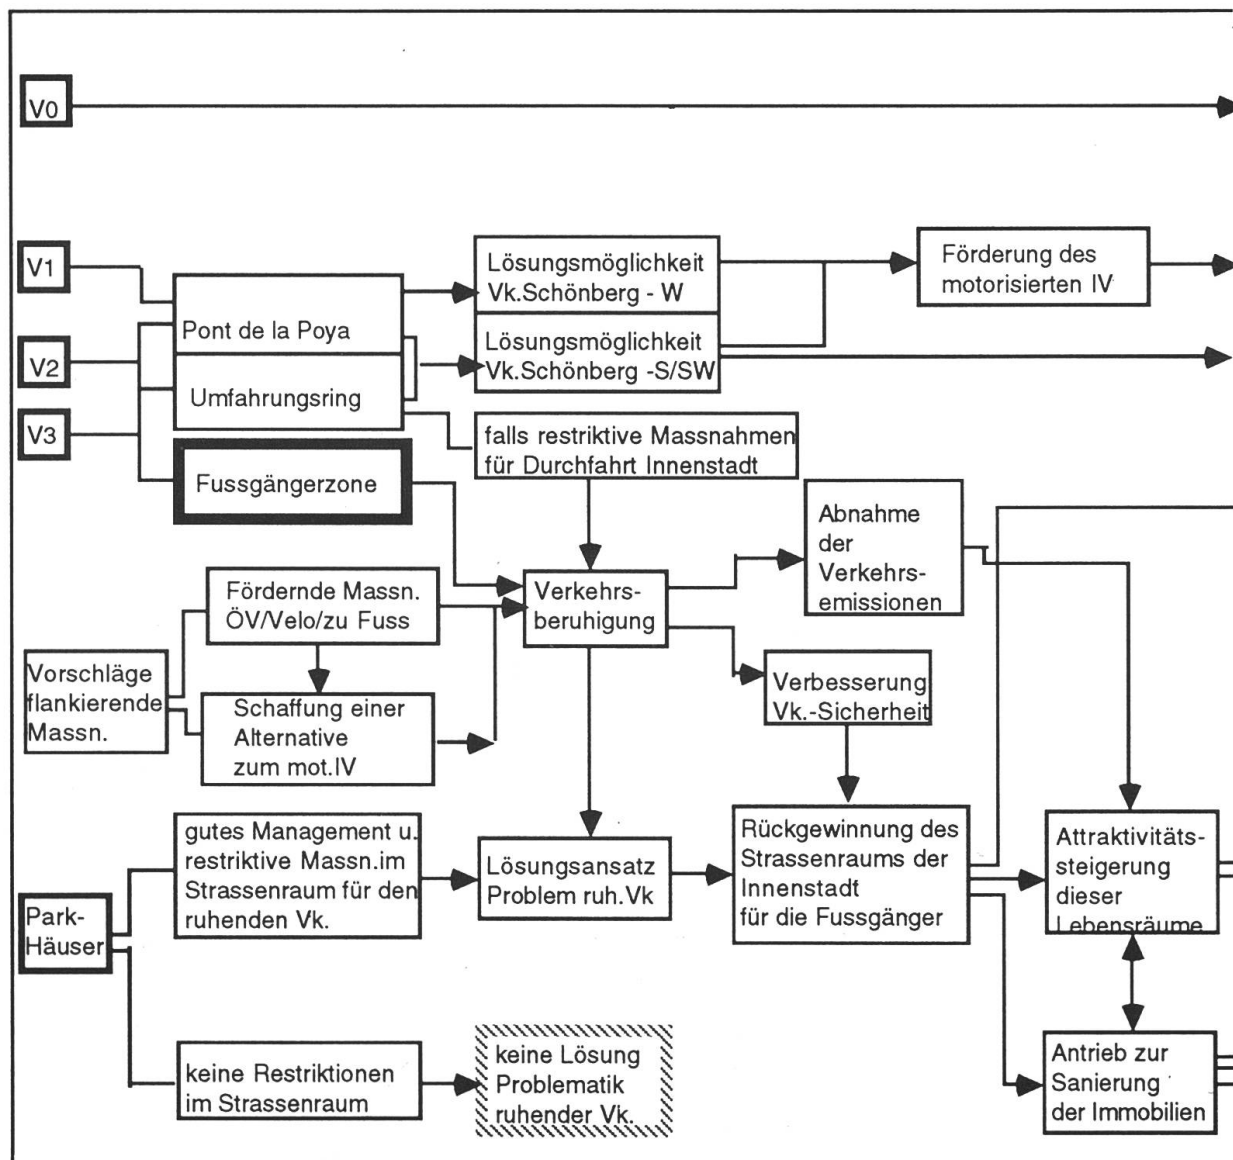 V0
V1
V2
V3
Pont de la Poya
Umfahrungsring
Fussgängerzone
Lösungsmöglichkeit
Vk.Schönberg - W
Lösungsmöglichkeit
Vk.Schönberg -S/SW
Förderung des
motorisierten IV
falls restriktive Massnahmen
für Durchfahrt Innenstadt
Abnahme
der
Verkehrs-
emissionen
Fördernde Massn.
ÖV/Velo/zu Fuss
Verkehrs-
beruhigung
Vorschläge
flankierende
Massn.
Schaffung einer
Alternative
zum mot.IV
Verbesserung
Vk.-Sicherheit
gutes Management u.
restriktive Massn.im
Strassenraum für den
ruhenden Vk.
Lösungsansatz
Problem ruh.Vk
Rückgewinnung des
Strassenraums der
Innenstadt
für die Fussgänger
Attraktivitäts-
steigerung
dieser
Lebensräume
Park-
Häuser
keine Restriktionen
im Strassenraum
keine Lösung
Problematik
ruhender Vk.
Antrieb zur
Sanierung
der Immobilien